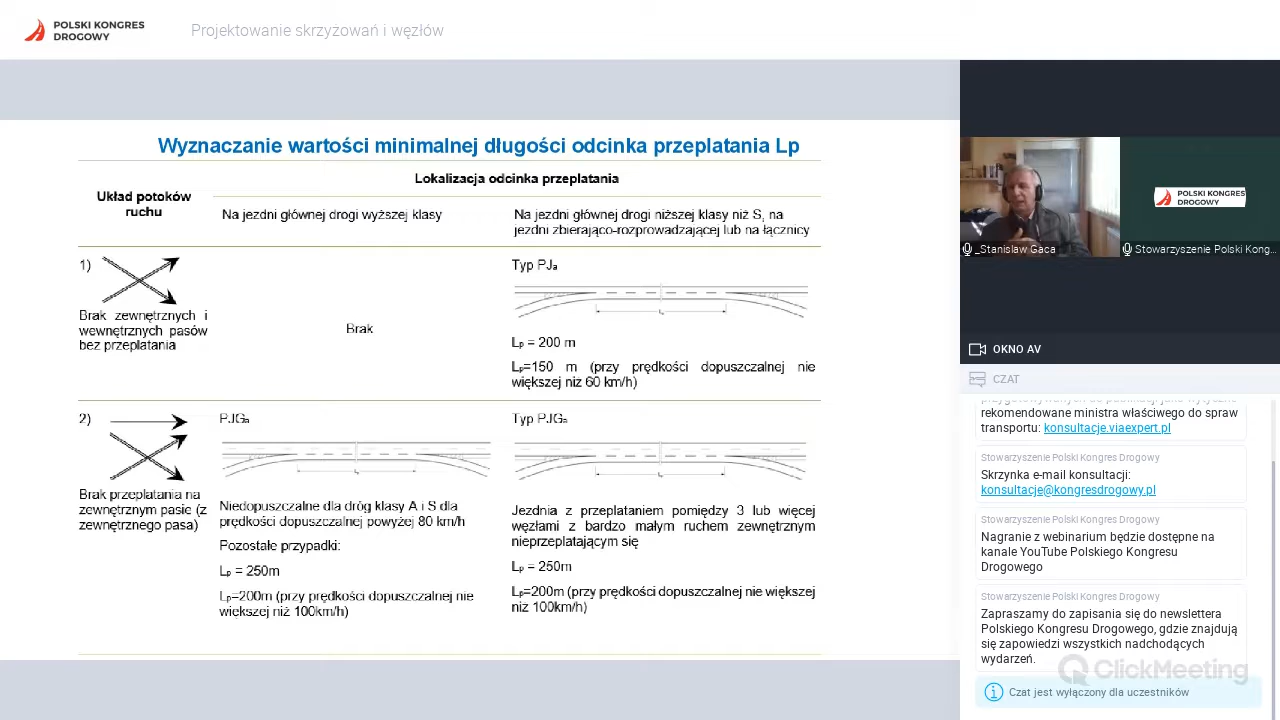 POLSKI KONGRES
DROGOWY
Projektowanie skrzyżowań i węzłów
Wyznaczanie wartości minimalnej długości odcinka przeplatania Lp
Układ potoków
ruchu
Lokalizacja odcinka przeplatania
Na jezdni głównej drogi wyższej klasy
Na jezdni głównej drogi niższej klasy niż S, na
jezdni zbierająco-rozprowadzającej lub na łącznicy
1)
Brak zewnętrznych i
wewnętrznych pasów
bez przeplatania
Brak
Typ PJa
Lp
Lp = 200 m
Lp=150 m (przy prędkości dopuszczalnej nie
większej niż 60 km/h)
2)
Brak przeplatania na
zewnętrznym pasie (z
zewnętrznego pasa)
PJGa
Lp
Niedopuszczalne dla dróg klasy A i S dla
prędkości dopuszczalnej powyżej 80 km/h
Pozostałe przypadki:
Lp = 250m
Lp=200m (przy prędkości dopuszczalnej nie
większej niż 100km/h)
Typ PJGa
Lp
Jezdnia z przeplataniem pomiędzy 3 lub więcej
węzłami z bardzo małym ruchem zewnętrznym
nieprzeplatającym się
Lp = 250m
Lp=200m (przy prędkości dopuszczalnej nie większej
niż 100km/h)
POLSKI KONGRES
DROGOWY
_Stanislaw Gaca
Stowarzyszenie Polski Kong...
OKNO AV
CZAT
rekomendowane ministra właściwego do spraw
transportu: konsultacje.viaexpert.pl
Stowarzyszenie Polski Kongres Drogowy
Skrzynka e-mail konsultacji:
konsultacje@kongresdrogowy.pl
Stowarzyszenie Polski Kongres Drogowy
Nagranie z webinarium będzie dostępne na
kanale YouTube Polskiego Kongresu
Drogowego
Stowarzyszenie Polski Kongres Drogowy
Zapraszamy do zapisania się do newslettera
Polskiego Kongresu Drogowego, gdzie znajdują
się zapowiedzi wszystkich nadchodzących
wydarzeń.
ClickMeeting
Czat jest wyłączony dla uczestników